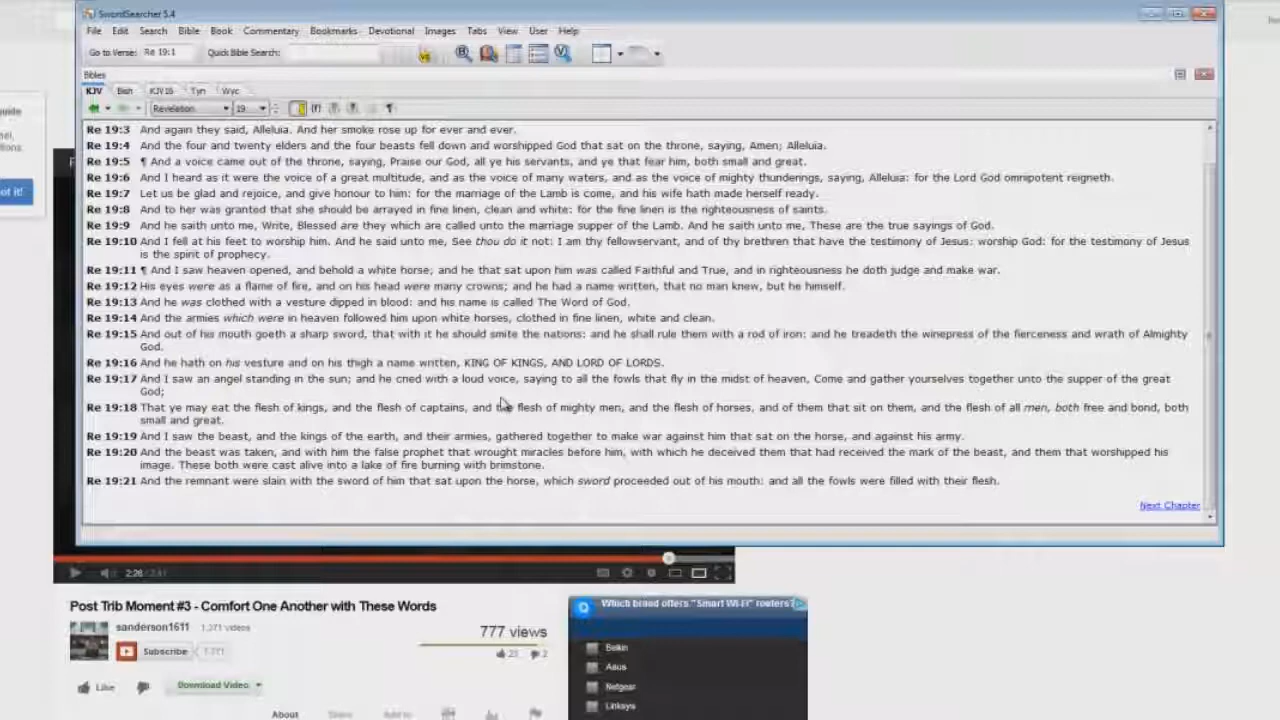 SwordSearcher 5.4
File Edit Search Bible Book Commentary Bookmarks Devotional Images Tabs View User Help
Go to Verse: Re 19:1 Quick Bible Search:
Bibles
KJV Bish KJV Tyn Wyc
Revelation 19
Re 19:3 And again they said, Alleluia. And her smoke rose up for ever and ever.
Re 19:4 And the four and twenty elders and the four beasts fell down and worshipped God that sat on the throne, saying, Amen; Alleluia.
Re 19:5 ¶ And a voice came out of the throne, saying, Praise our God, all ye his servants, and ye that fear him, both small and great.
Re 19:6 And I heard as it were the voice of a great multitude, and as the voice of many waters, and as the voice of mighty thunderings, saying, Alleluia: for the Lord God omnipotent reigneth.
Re 19:7 Let us be glad and rejoice, and give honour to him: for the marriage of the Lamb is come, and his wife hath made herself ready.
Re 19:8 And to her was granted that she should be arrayed in fine linen, clean and white: for the fine linen is the righteousness of saints.
Re 19:9 And he saith unto me, Write, Blessed are they which are called unto the marriage supper of the Lamb. And he saith unto me, These are the true sayings of God.
Re 19:10 And I fell at his feet to worship him. And he said unto me, See thou do it not: I am thy fellowservant, and of thy brethren that have the testimony of Jesus: worship God: for the testimony of Jesus
is the spirit of prophecy.
Re 19:11 ¶ And I saw heaven opened, and behold a white horse; and he that sat upon him was called Faithful and True, and in righteousness he doth judge and make war.
Re 19:12 His eyes were as a flame of fire, and on his head were many crowns; and he had a name written, that no man knew, but he himself.
Re 19:13 And he was clothed with a vesture dipped in blood: and his name is called The Word of God.
Re 19:14 And the armies which were in heaven followed him upon white horses, clothed in fine linen, white and clean.
Re 19:15 And out of his mouth goeth a sharp sword, that with it he should smite the nations: and he shall rule them with a rod of iron: and he treadeth the winepress of the fierceness and wrath of Almighty
God.
Re 19:16 And he hath on his vesture and on his thigh a name written, KING OF KINGS, AND LORD OF LORDS.
Re 19:17 And I saw an angel standing in the sun; and he cried with a loud voice, saying to all the fowls that fly in the midst of heaven, Come and gather yourselves together unto the supper of the great
God;
Re 19:18 That ye may eat the flesh of kings, and the flesh of captains, and the flesh of mighty men, and the flesh of horses, and of them that sit on them, and the flesh of all men, both free and bond, both
small and great.
Re 19:19 And I saw the beast, and the kings of the earth, and their armies, gathered together to make war against him that sat on the horse, and against his army.
Re 19:20 And the beast was taken, and with him the false prophet that wrought miracles before him, with which he deceived them that had received the mark of the beast, and them that worshipped his
image. These both were cast alive into a lake of fire burning with brimstone.
Re 19:21 And the remnant were slain with the sword of him that sat upon the horse, which sword proceeded out of his mouth: and all the fowls were filled with their flesh.
Next Chapter
2:26
Post Trib Moment #3 - Comfort One Another with These Words
sanderson1611 1,371 videos
Subscribe
777 views
23 2
Like Download Video
About Share Add to
Which brand offers "Smart Wi-Fi" routers?
Belkin
Asus
Netgear
Linksys